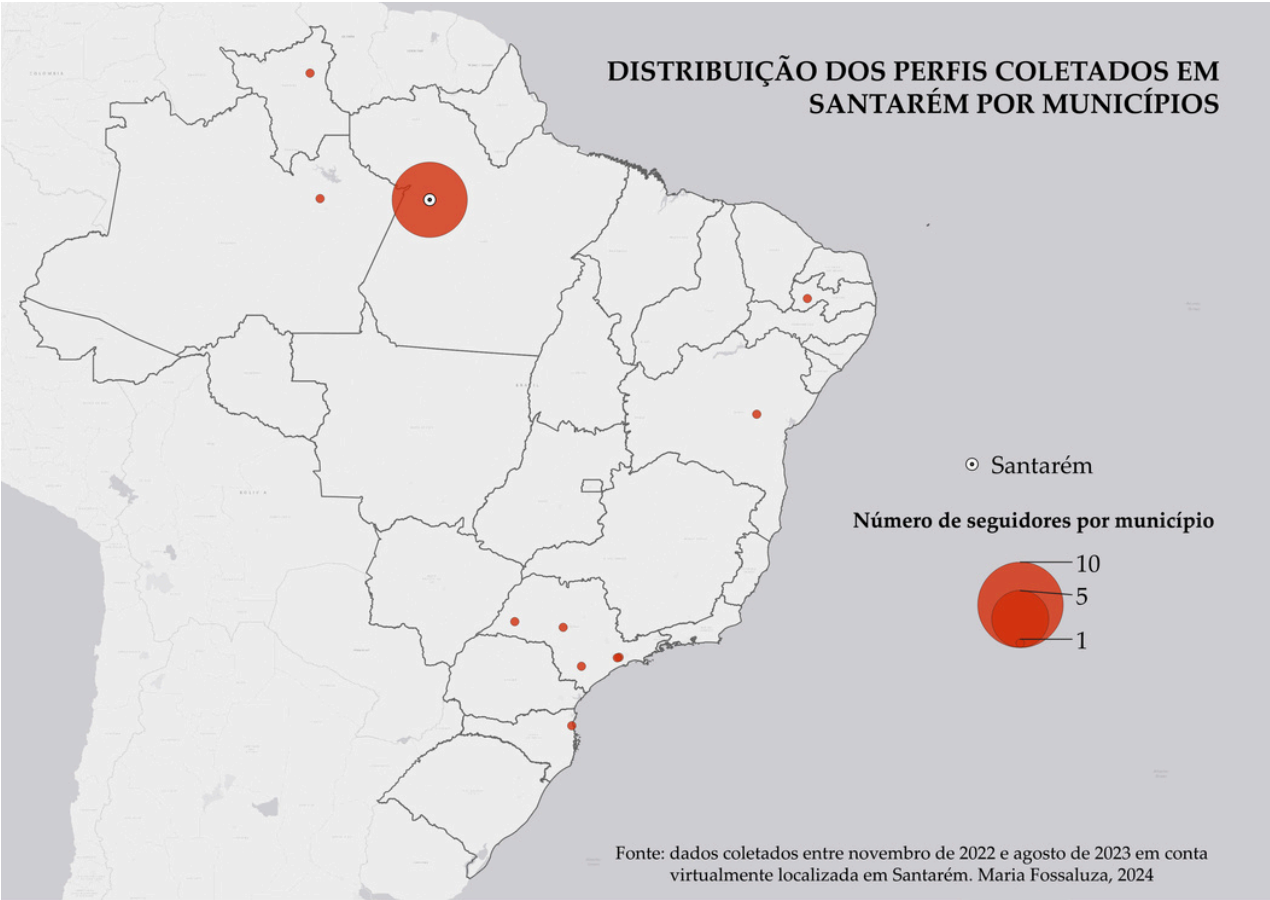 DISTRIBUIÇÃO DOS PERFIS COLETADOS EM
SANTARÉM POR MUNICÍPIOS
COLOMBIA
Santarém
Número de seguidores por município
10
5
1
Fonte: dados coletados entre novembro de 2022 e agosto de 2023 em conta
virtualmente localizada em Santarém. Maria Fossaluza, 2024